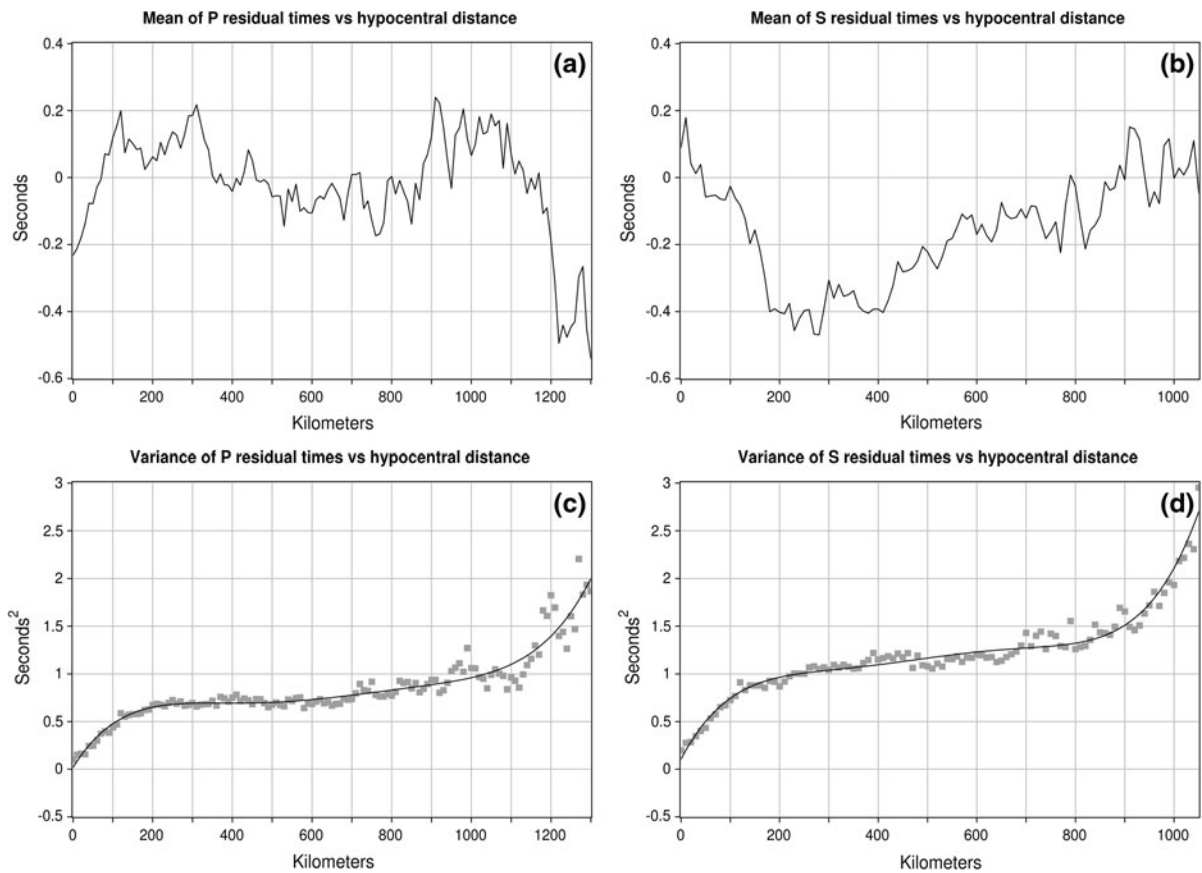 Mean of P residual times vs hypocentral distance
(a)
0.4
0.2
0
-0.2
-0.4
-0.6
Seconds
0 200 400 600 800 1000 1200
Kilometers
Mean of S residual times vs hypocentral distance
(b)
0.4
0.2
0
-0.2
-0.4
-0.6
Seconds
0 200 400 600 800 1000
Kilometers
Variance of P residual times vs hypocentral distance
(c)
3
2.5
2
1.5
1
0.5
0
-0.5
Seconds²
0 200 400 600 800 1000 1200
Kilometers
Variance of S residual times vs hypocentral distance
(d)
3
2.5
2
1.5
1
0.5
0
-0.5
Seconds²
0 200 400 600 800 1000
Kilometers